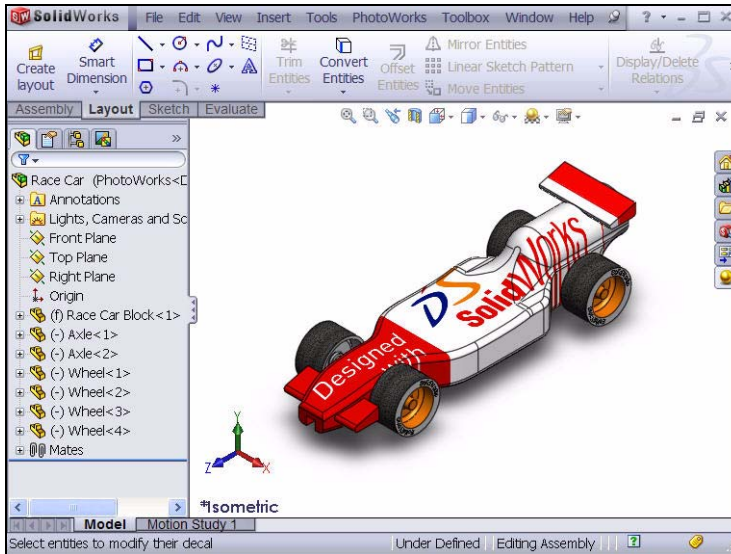 SolidWorks File Edit View Insert Tools PhotoWorks Toolbox Window Help ?
Create layout
Smart Dimension
Trim Entities
Convert Entities
Offset Entities
Mirror Entities
Linear Sketch Pattern
Move Entities
Display/Delete Relations
Assembly Layout Sketch Evaluate
Race Car (PhotoWorks<D
A Annotations
Lights, Cameras and Sc
Front Plane
Top Plane
Right Plane
Origin
(f) Race Car Block<1>
(-) Axle<1>
(-) Axle<2>
(-) Wheel<1>
(-) Wheel<2>
(-) Wheel<3>
(-) Wheel<4>
Mates
DS
SolidWorks
Designed
with
Y
Z X
*Isometric
Model Motion Study 1
Select entities to modify their decal Under Defined Editing Assembly ?